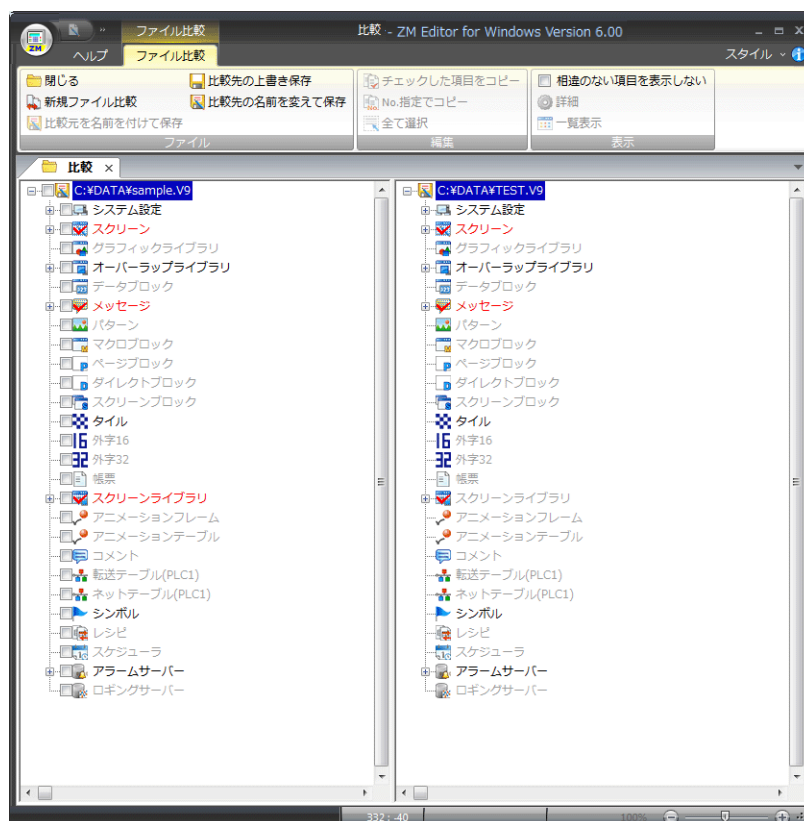 ファイル比較
比較 - ZM Editor for Windows Version 6.00
ZM
ヘルプ
ファイル比較
スタイル
閉じる
比較先の上書き保存
チェックした項目をコピー
相違のない項目を表示しない
新規ファイル比較
比較先の名前を変えて保存
No.指定でコピー
詳細
比較元を名前を付けて保存
全て選択
一覧表示
ファイル
編集
表示
比較
C:¥DATA¥sample.V9
システム設定
スクリーン
グラフィックライブラリ
オーバーラップライブラリ
データブロック
メッセージ
パターン
マクロブロック
ページブロック
ダイレクトブロック
スクリーンブロック
タイル
16 外字16
32 外字32
帳票
スクリーンライブラリ
アニメーションフレーム
アニメーションテーブル
コメント
転送テーブル(PLC1)
ネットテーブル(PLC1)
シンボル
レシピ
スケジューラ
アラームサーバー
ロギングサーバー
C:¥DATA¥TEST.V9
システム設定
スクリーン
グラフィックライブラリ
オーバーラップライブラリ
データブロック
メッセージ
パターン
マクロブロック
ページブロック
ダイレクトブロック
スクリーンブロック
タイル
16 外字16
32 外字32
帳票
スクリーンライブラリ
アニメーションフレーム
アニメーションテーブル
コメント
転送テーブル(PLC1)
ネットテーブル(PLC1)
シンボル
レシピ
スケジューラ
アラームサーバー
ロギングサーバー
332 : -40
100%